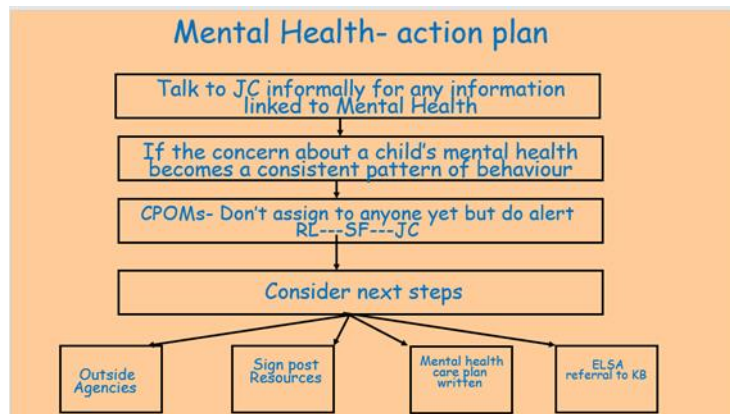 Mental Health- action plan
Talk to JC informally for any information
linked to Mental Health
If the concern about a child's mental health
becomes a consistent pattern of behaviour
CPOMs- Don't assign to anyone yet but do alert
RL---SF---JC
Consider next steps
Outside
Agencies
Sign post
Resources
Mental health
care plan
written
ELSA
referral to KB